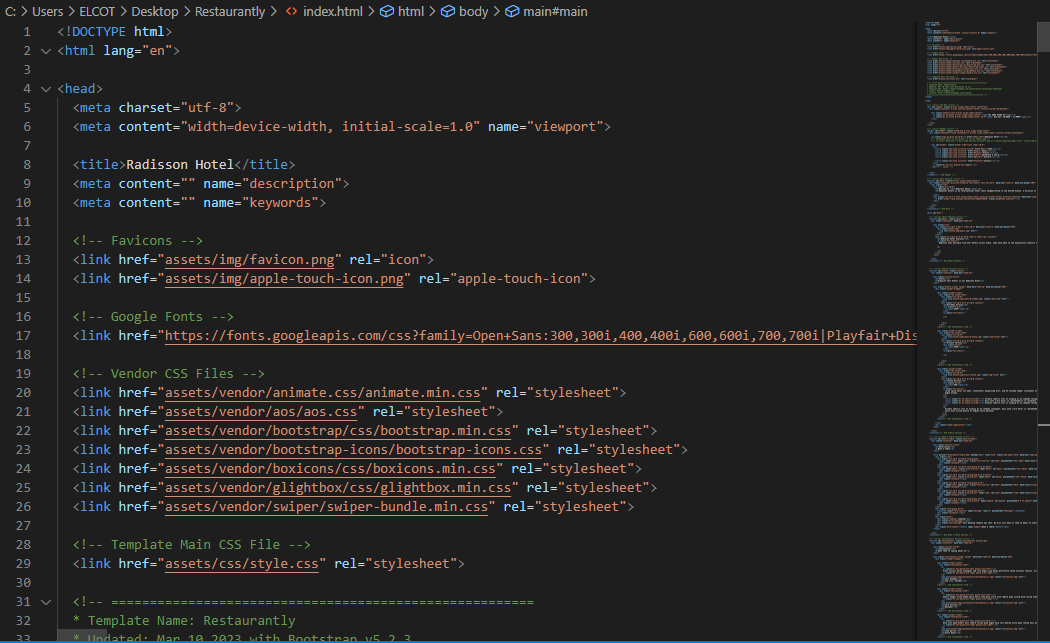 C: > Users > ELCOT > Desktop > Restaurantly > index.html > html > body > main#main
1 <!DOCTYPE html>
2 <html lang="en">
3
4 <head>
5 <meta charset="utf-8">
6 <meta content="width=device-width, initial-scale=1.0" name="viewport">
7
8 <title>Radisson Hotel</title>
9 <meta content="" name="description">
10 <meta content="" name="keywords">
11
12 <!-- Favicons -->
13 <link href="assets/img/favicon.png" rel="icon">
14 <link href="assets/img/apple-touch-icon.png" rel="apple-touch-icon">
15
16 <!-- Google Fonts -->
17 <link href="https://fonts.googleapis.com/css?family=Open+Sans:300,300i,400,400i,600,600i,700,700i|Playfair+Dis
18
19 <!-- Vendor CSS Files -->
20 <link href="assets/vendor/animate.css/animate.min.css" rel="stylesheet">
21 <link href="assets/vendor/aos/aos.css" rel="stylesheet">
22 <link href="assets/vendor/bootstrap/css/bootstrap.min.css" rel="stylesheet">
23 <link href="assets/vendor/bootstrap-icons/bootstrap-icons.css" rel="stylesheet">
24 <link href="assets/vendor/boxicons/css/boxicons.min.css" rel="stylesheet">
25 <link href="assets/vendor/glightbox/css/glightbox.min.css" rel="stylesheet">
26 <link href="assets/vendor/swiper/swiper-bundle.min.css" rel="stylesheet">
27
28 <!-- Template Main CSS File -->
29 <link href="assets/css/style.css" rel="stylesheet">
30
31 <!-- =======================================================
32 * Template Name: Restaurantly
33 * Updated: Mar 10 2023 with Bootstrap v5.2.3